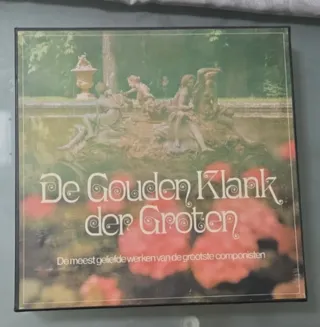 De Gouden Klank
der Groten
De meest geliefde werken van de grootste componisten